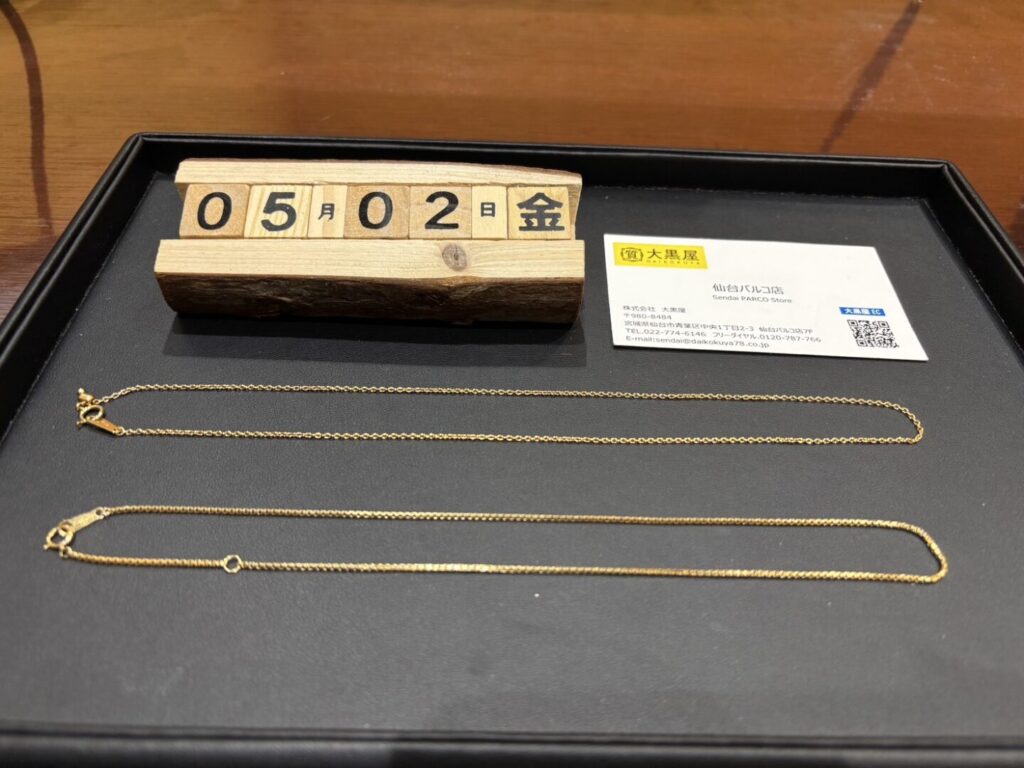 05月02日金
質 大黒屋
DAIKOKUYA
仙台パルコ店
Sendai PARCO Store
株式会社 大黒屋
〒980-8484
宮城県仙台市青葉区中央1丁目2-3 仙台パルコ店7F
TEL.022-774-6146 フリーダイヤル.0120-787-766
E-mail:sendai@daikokuya78.co.jp
大黒屋 EC